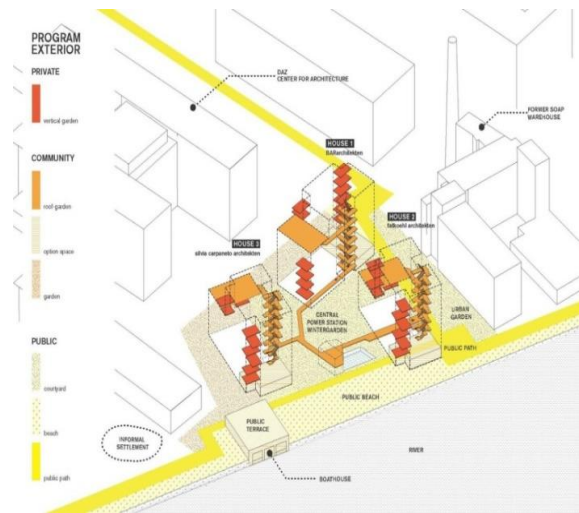 PROGRAM
EXTERIOR
PRIVATE
vertical garden
COMMUNITY
roof-garden
option space
garden
PUBLIC
courtyard
beach
public path
DAZ
CENTER FOR ARCHITECTURE
FORMER SOAP
WAREHOUSE
HOUSE 1
BARarchitekten
HOUSE 2
fatkoehl architekten
HOUSE 3
silvia carpaneto architekten
CENTRAL
POWER STATION
WINTERGARDEN
URBAN
GARDEN
PUBLIC PATH
PUBLIC BEACH
PUBLIC
TERRACE
INFORMAL
SETTLEMENT
RIVER
BOATHOUSE